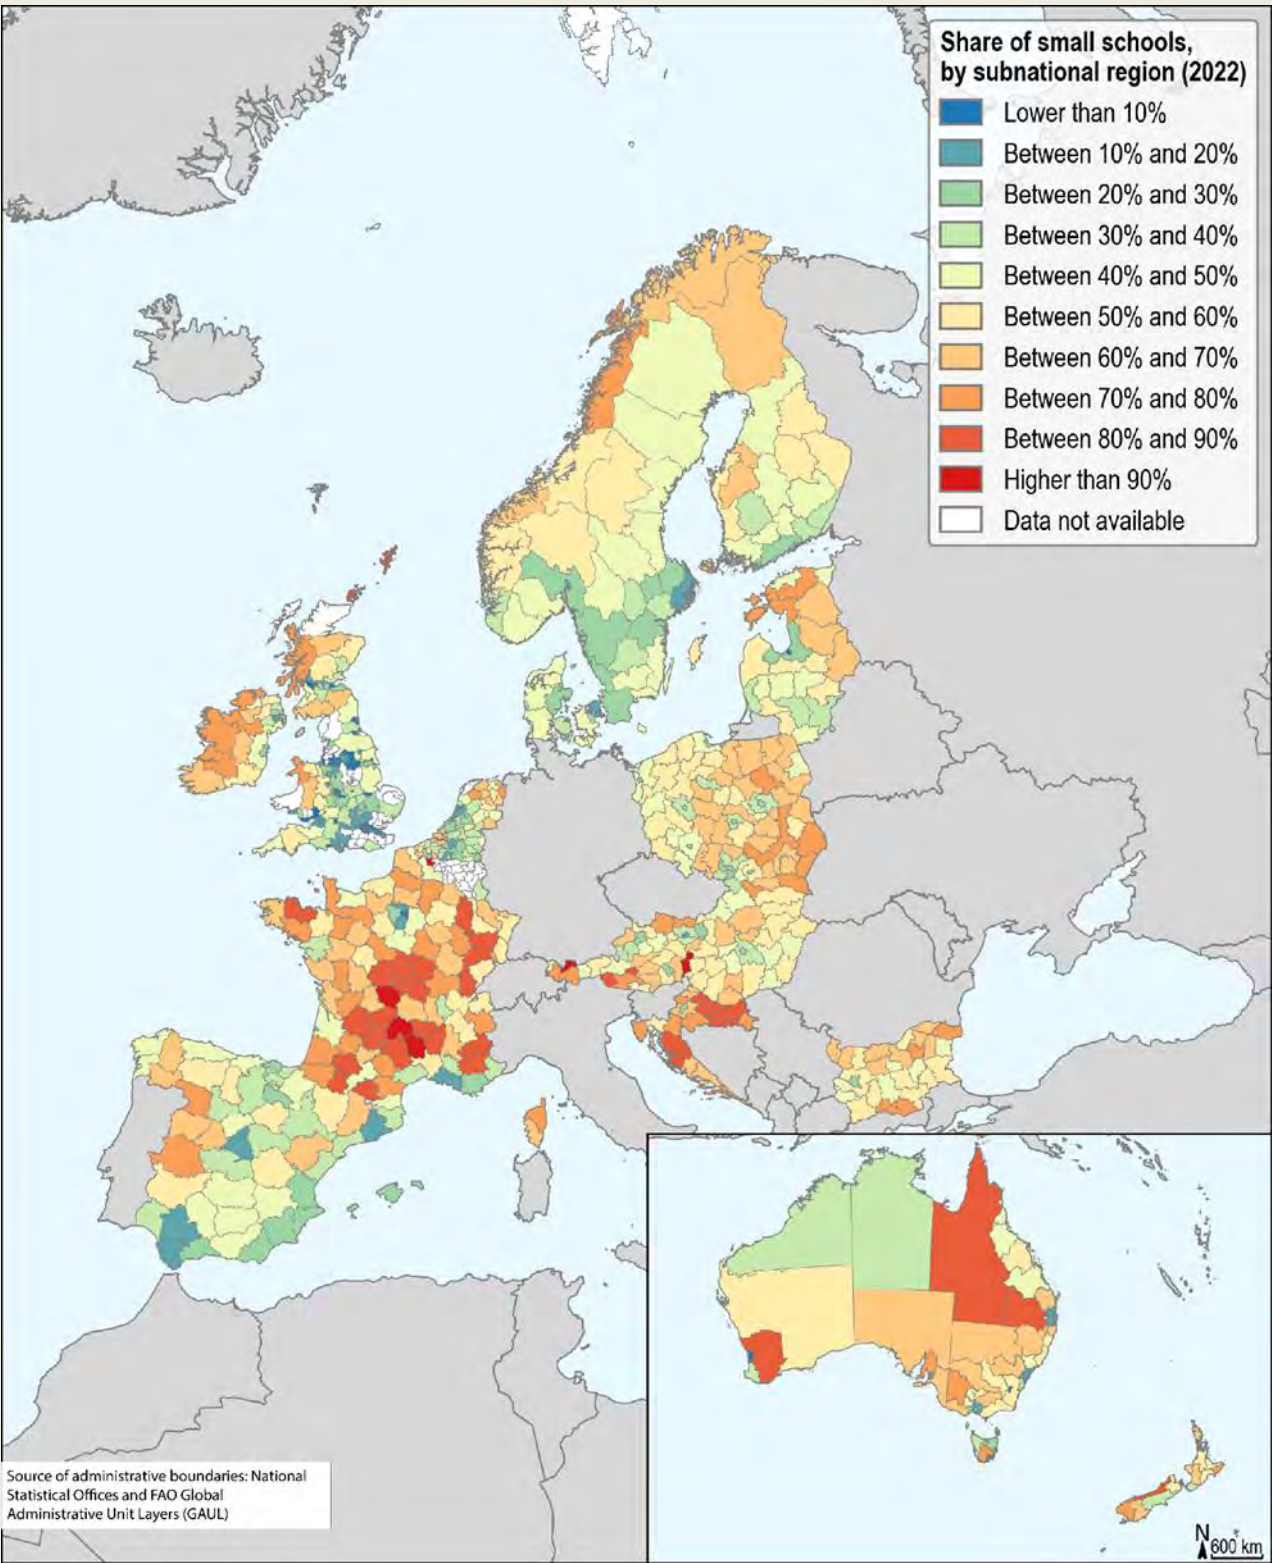 Share of small schools,
by subnational region (2022)
Lower than 10%
Between 10% and 20%
Between 20% and 30%
Between 30% and 40%
Between 40% and 50%
Between 50% and 60%
Between 60% and 70%
Between 70% and 80%
Between 80% and 90%
Higher than 90%
Data not available
Source of administrative boundaries: National
Statistical Offices and FAO Global
Administrative Unit Layers (GAUL)
N
600 km